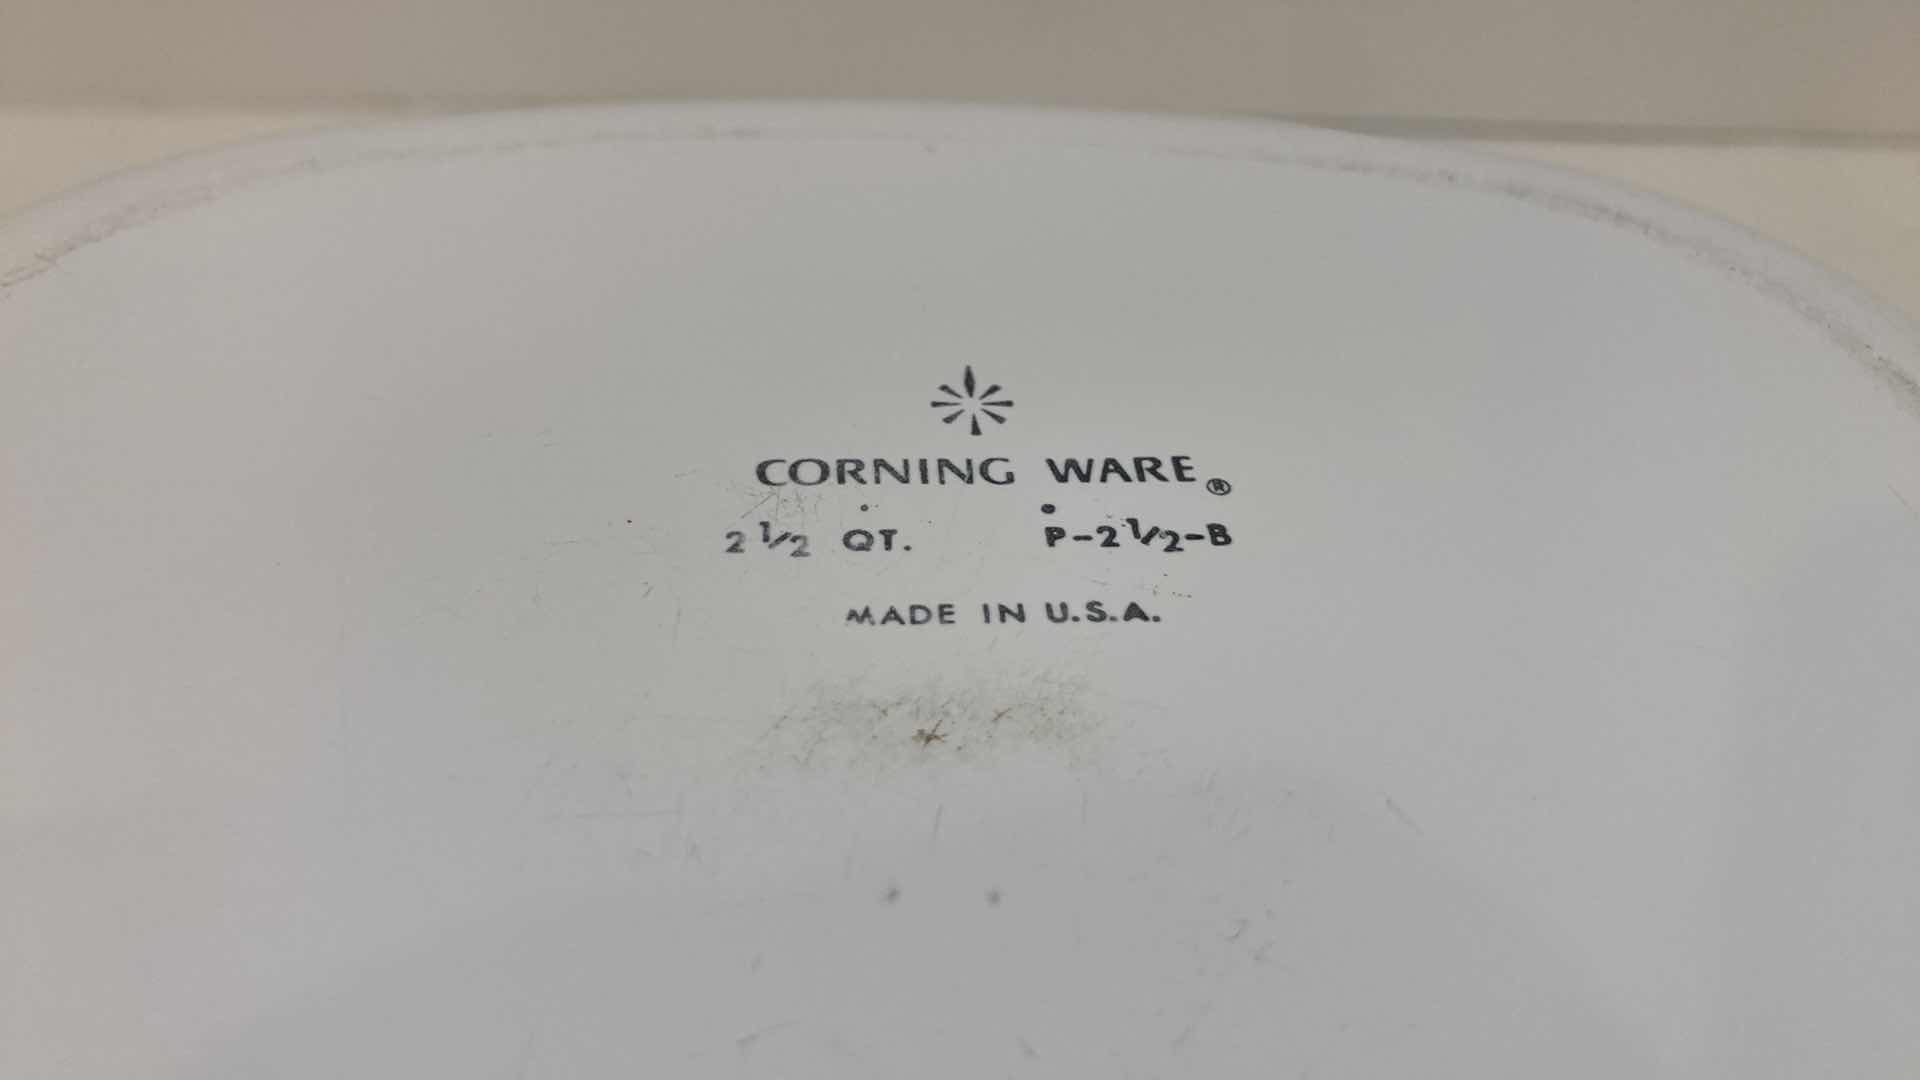 CORNING WARE®
2 1/2 QT. P-2 1/2-B
MADE IN U.S.A.